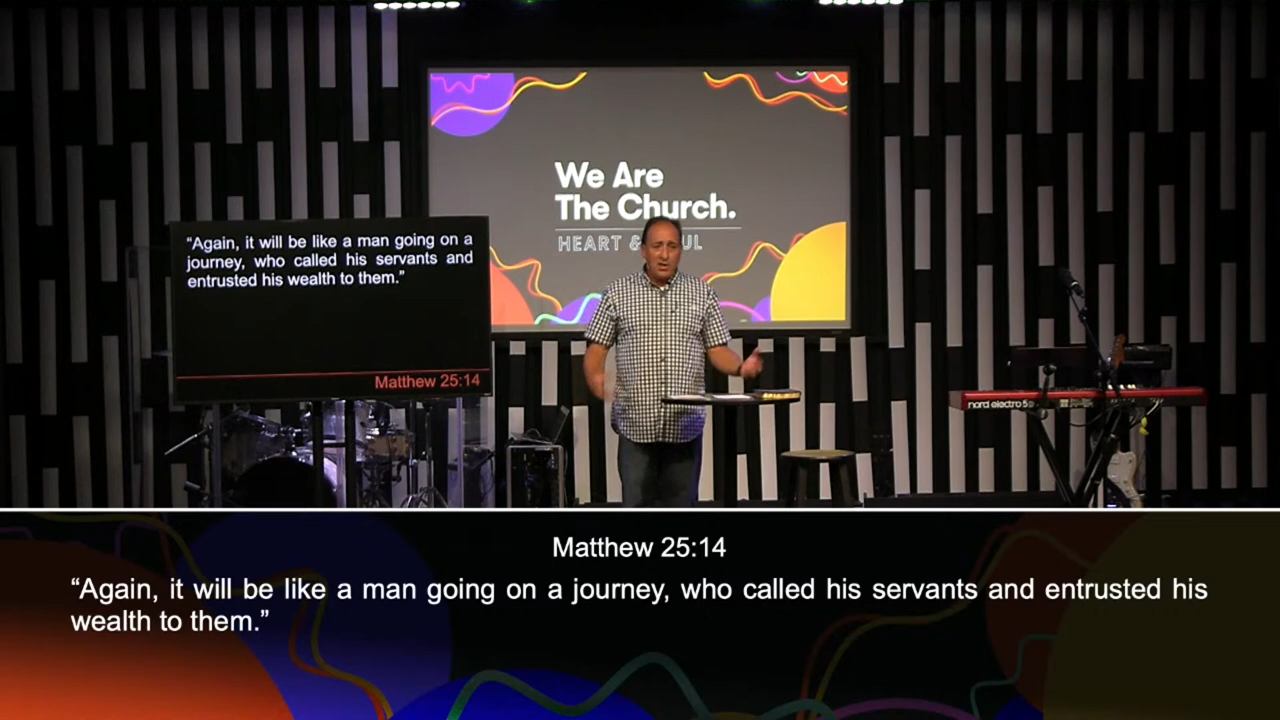 We Are
The Church.
HEART &
“Again, it will be like a man going on a
journey, who called his servants and
entrusted his wealth to them.”
Matthew 25:14
nord electro 5
Matthew 25:14
“Again, it will be like a man going on a journey, who called his servants and entrusted his
wealth to them.”